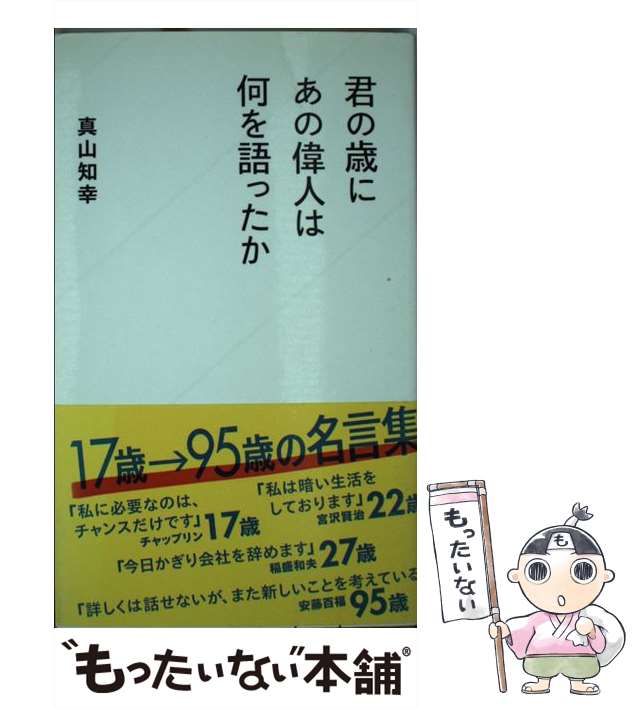 君の歳に
あの偉人は
何を語ったか
真山知幸
17歳→95歳の名言集
「私に必要なのは、
チャンスだけです」
チャップリン 17歳
「私は暗い生活を
しております」
宮沢賢治 22歳
「今日かぎり会社を辞めます」
稲盛和夫 27歳
「詳しくは話せないが、また新しいことを考えている
安藤百福 95歳
“もったいない”本舗®
も
もったいない